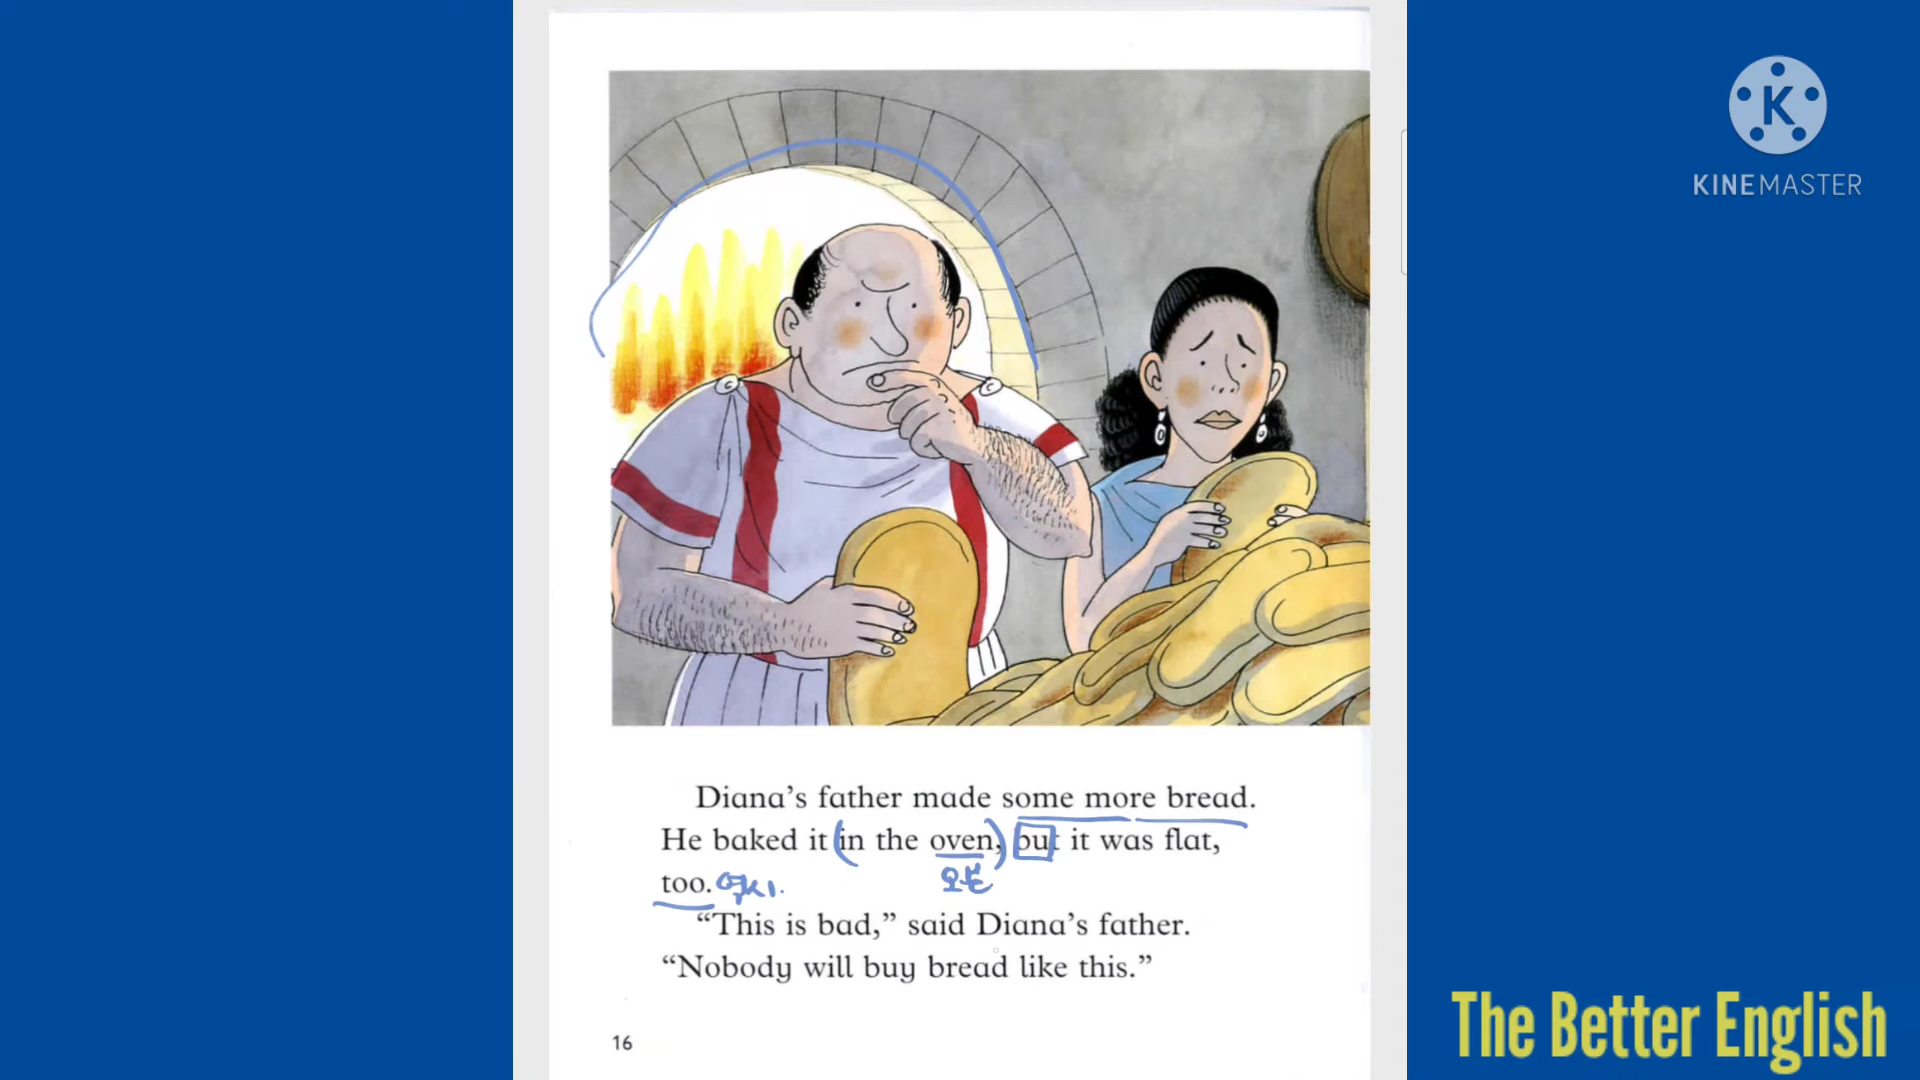 KINEMASTER
Diana's father made some more bread.
He baked it (in the oven,) but it was flat,
오븐
too. 역시.
“This is bad,” said Diana's father.
“Nobody will buy bread like this.”
16
The Better English